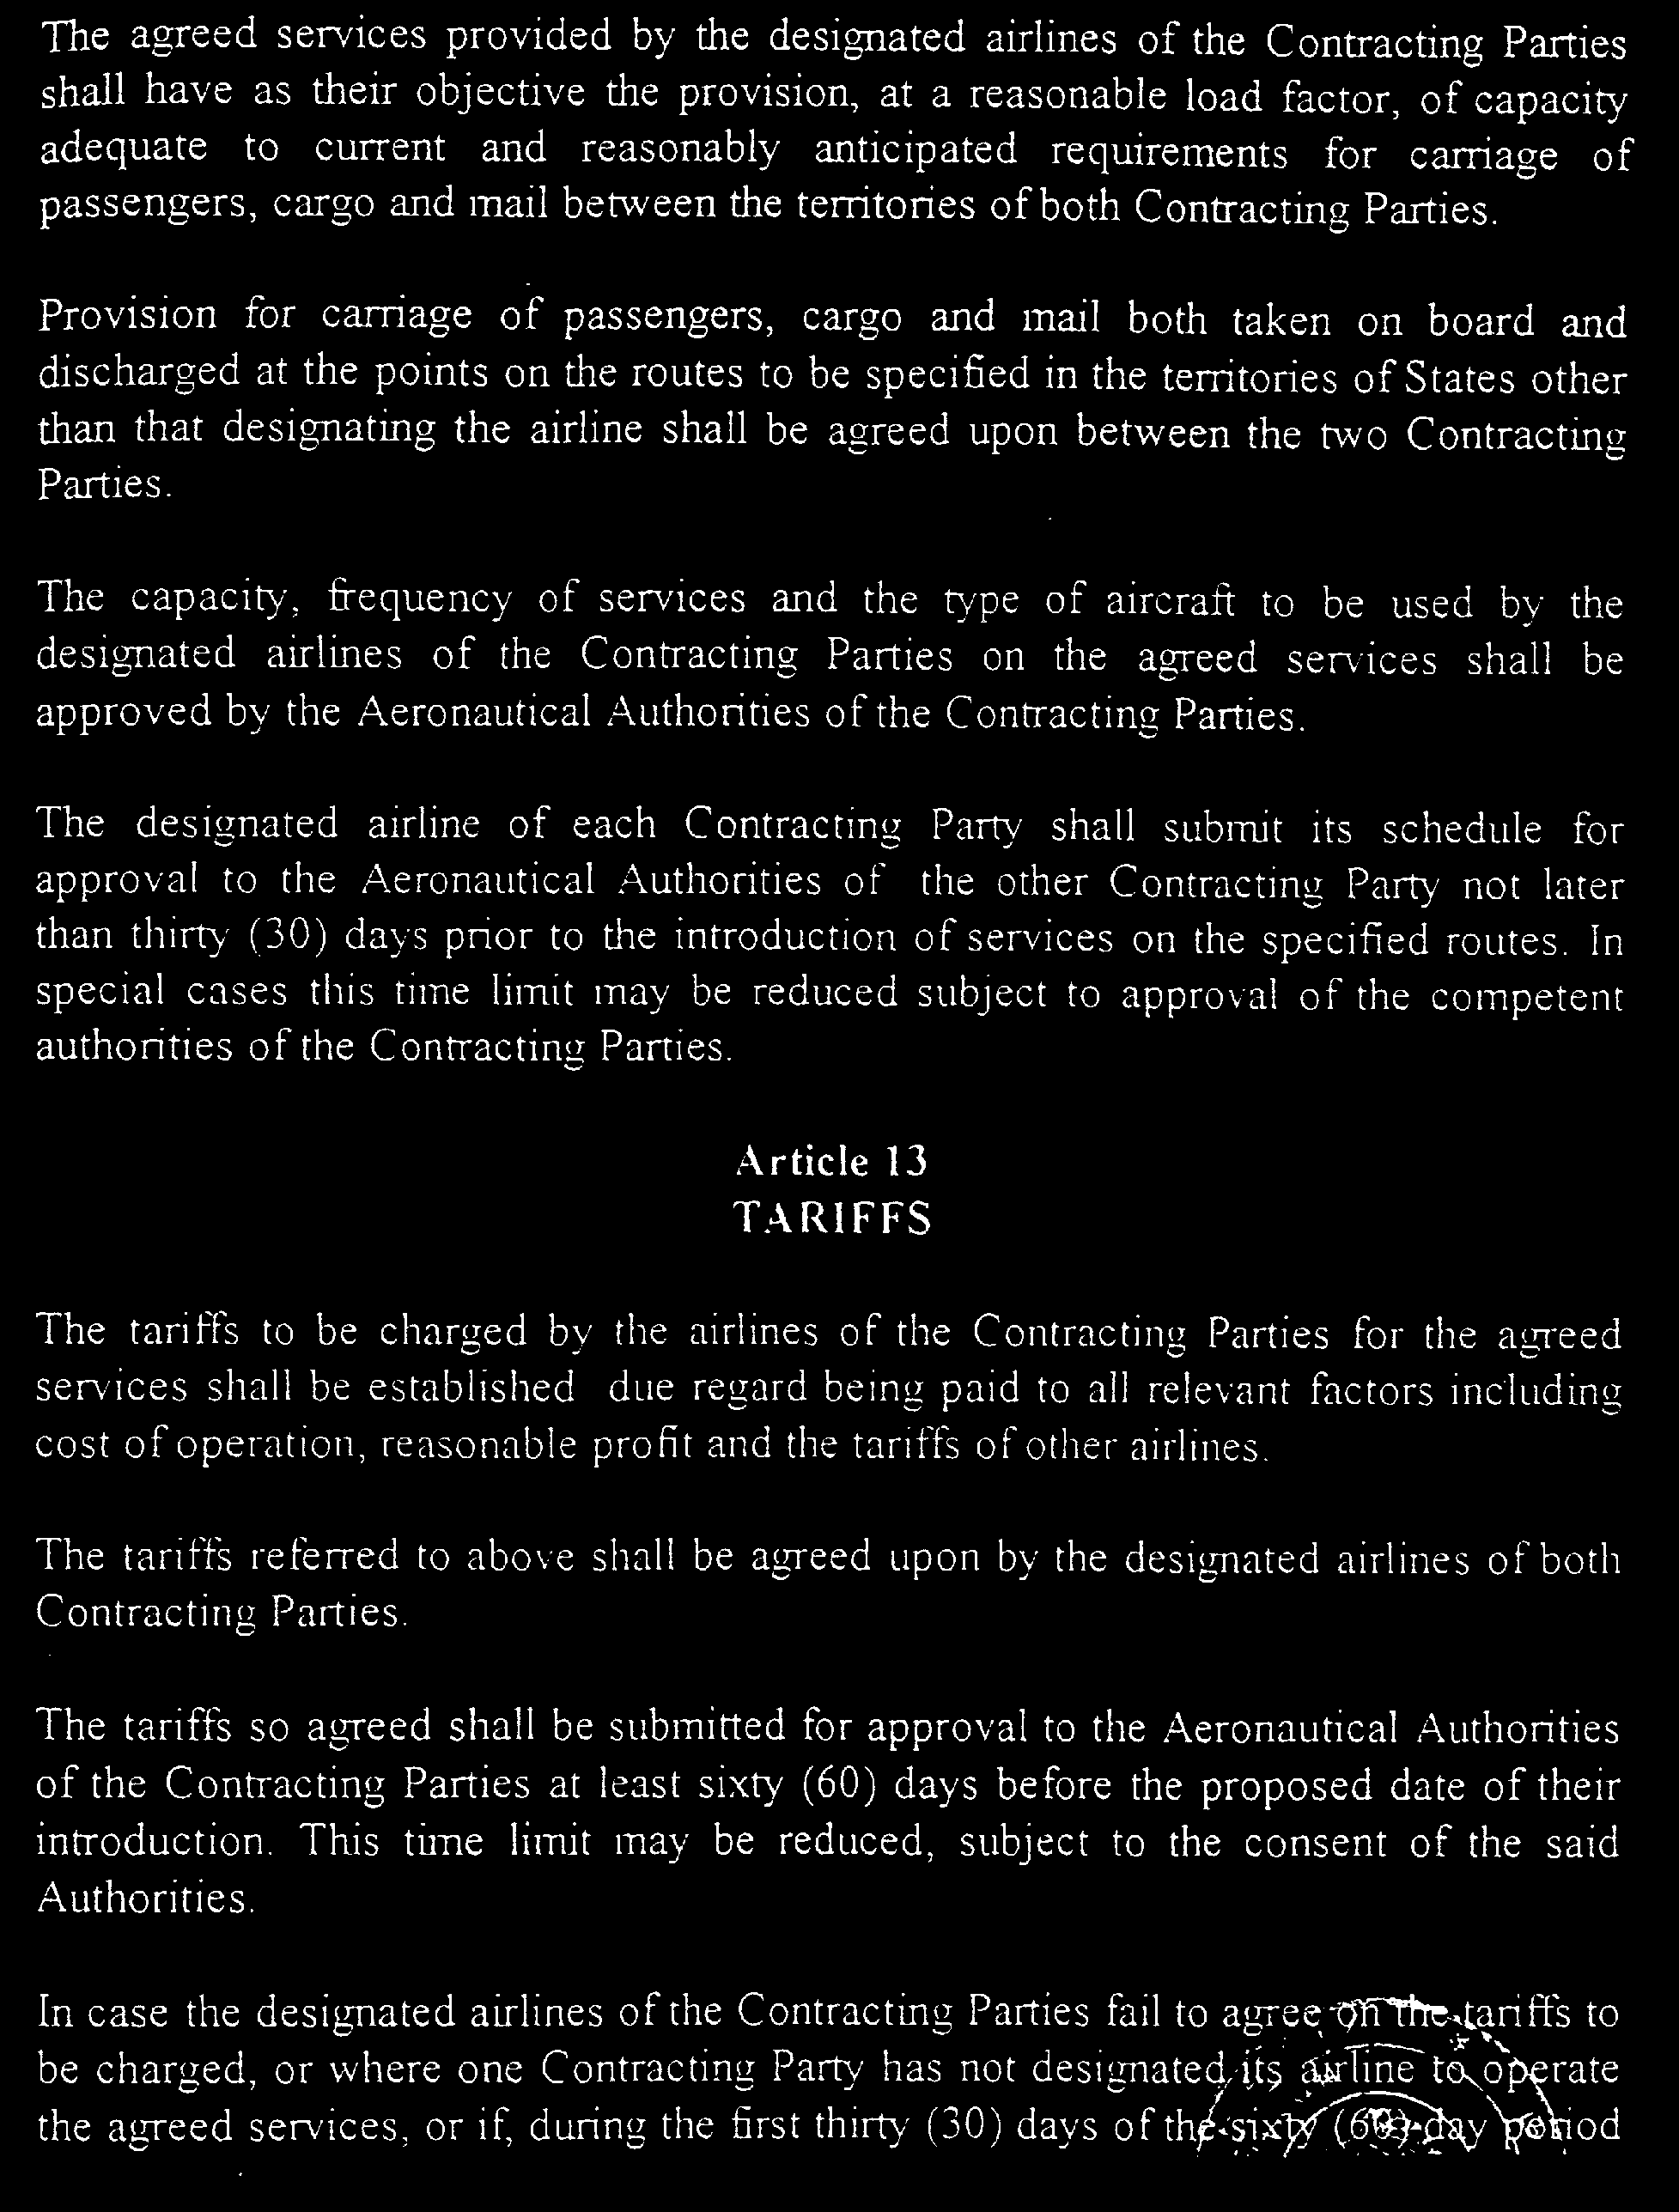 The agreed services provided by the designated airlines of the Contracting Parties
shall have as their objective the provision, at a reasonable load factor, of capacity
adequate to current and reasonably anticipated requirements for carriage of
passengers, cargo and mail between the territories of both Contracting Parties.
Provision for carriage of passengers, cargo and mail both taken on board and
discharged at the points on the routes to be specified in the territories of States other
than that designating the airline shall be agreed upon between the two Contracting
Parties.
The capacity, frequency of services and the type of aircraft to be used by the
designated airlines of the Contracting Parties on the agreed services shall be
approved by the Aeronautical Authorities of the Contracting Parties.
The designated airline of each Contracting Party shall submit its schedule for
approval to the Aeronautical Authorities of the other Contracting Party not later
than thirty (30) days prior to the introduction of services on the specified routes. In
special cases this time limit may be reduced subject to approval of the competent
authorities of the Contracting Parties.
Article 13
TARIFFS
The tariffs to be charged by the airlines of the Contracting Parties for the agreed
services shall be established due regard being paid to all relevant factors including
cost of operation, reasonable profit and the tariffs of other airlines.
The tariffs referred to above shall be agreed upon by the designated airlines of both
Contracting Parties.
The tariffs so agreed shall be submitted for approval to the Aeronautical Authorities
of the Contracting Parties at least sixty (60) days before the proposed date of their
introduction. This time limit may be reduced, subject to the consent of the said
Authorities.
In case the designated airlines of the Contracting Parties fail to agree on the tariffs to
be charged, or where one Contracting Party has not designated its airline to operate
the agreed services, or if, during the first thirty (30) days of the sixty (60) day period